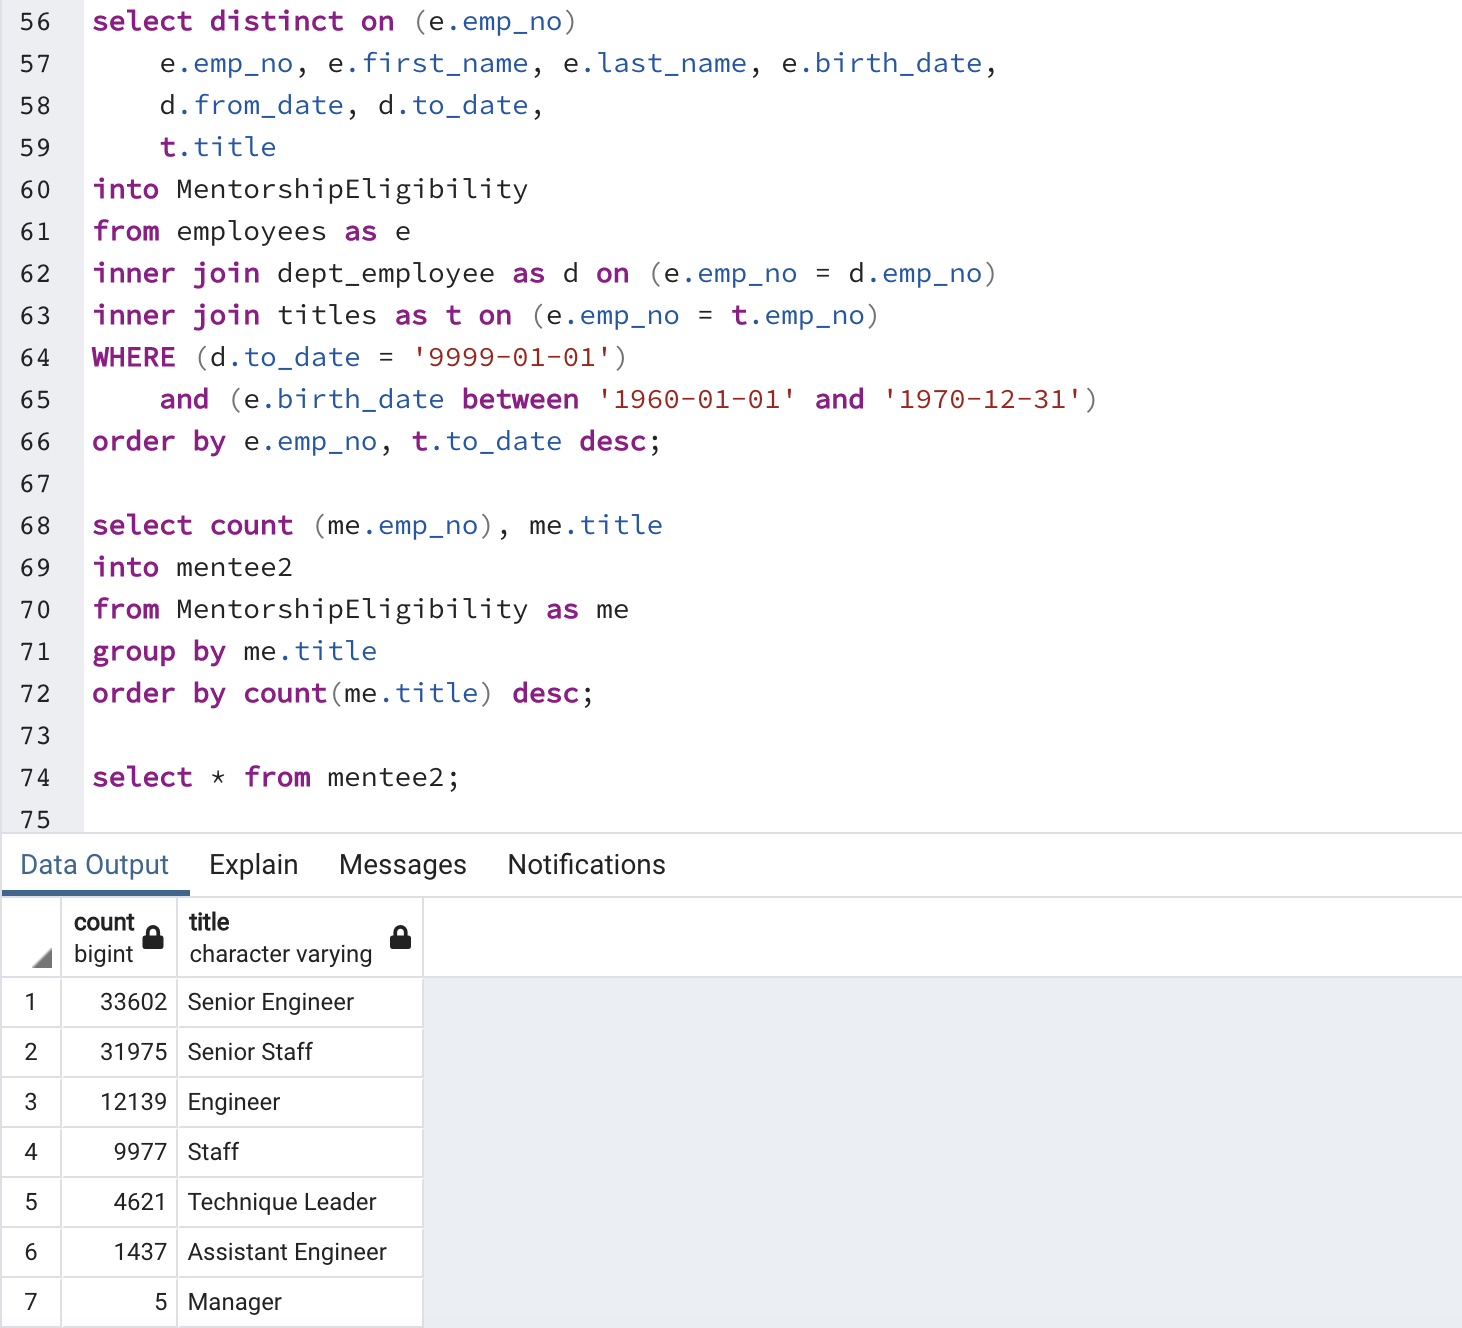 56 select distinct on (e.emp_no)
57 e.emp_no, e.first_name, e.last_name, e.birth_date,
58 d.from_date, d.to_date,
59 t.title
60 into MentorshipEligibility
61 from employees as e
62 inner join dept_employee as d on (e.emp_no = d.emp_no)
63 inner join titles as t on (e.emp_no = t.emp_no)
64 WHERE (d.to_date = '9999-01-01')
65 and (e.birth_date between '1960-01-01' and '1970-12-31')
66 order by e.emp_no, t.to_date desc;
67
68 select count (me.emp_no), me.title
69 into mentee2
70 from MentorshipEligibility as me
71 group by me.title
72 order by count(me.title) desc;
73
74 select * from mentee2;
75
Data Output Explain Messages Notifications
count title
bigint character varying
1 33602 Senior Engineer
2 31975 Senior Staff
3 12139 Engineer
4 9977 Staff
5 4621 Technique Leader
6 1437 Assistant Engineer
7 5 Manager